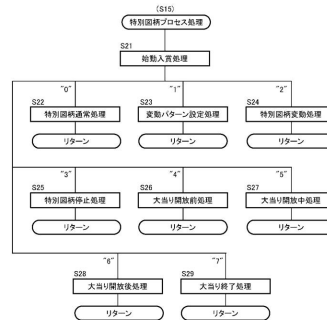 (S15)
特別図柄プロセス処理
S21
始動入賞処理
"0" "1" "2"
S22 S23 S24
特別図柄通常処理 変動パターン設定処理 特別図柄変動処理
リターン リターン リターン
"3" "4" "5"
S25 S26 S27
特別図柄停止処理 大当り開放前処理 大当り開放中処理
リターン リターン リターン
"6" "7"
S28 S29
大当り開放後処理 大当り終了処理
リターン リターン